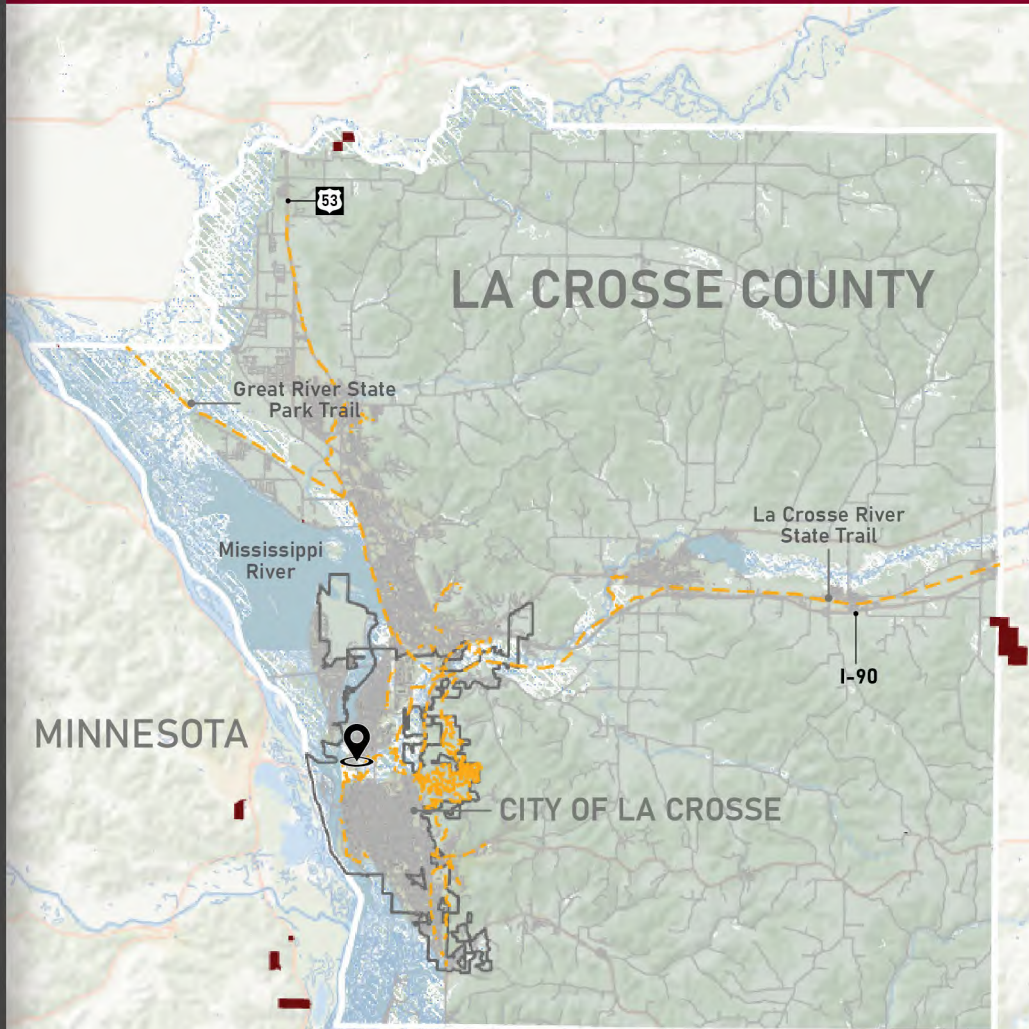 53
LA CROSSE COUNTY
Great River State
Park Trail
La Crosse River
State Trail
Mississippi
River
I-90
MINNESOTA
CITY OF LA CROSSE